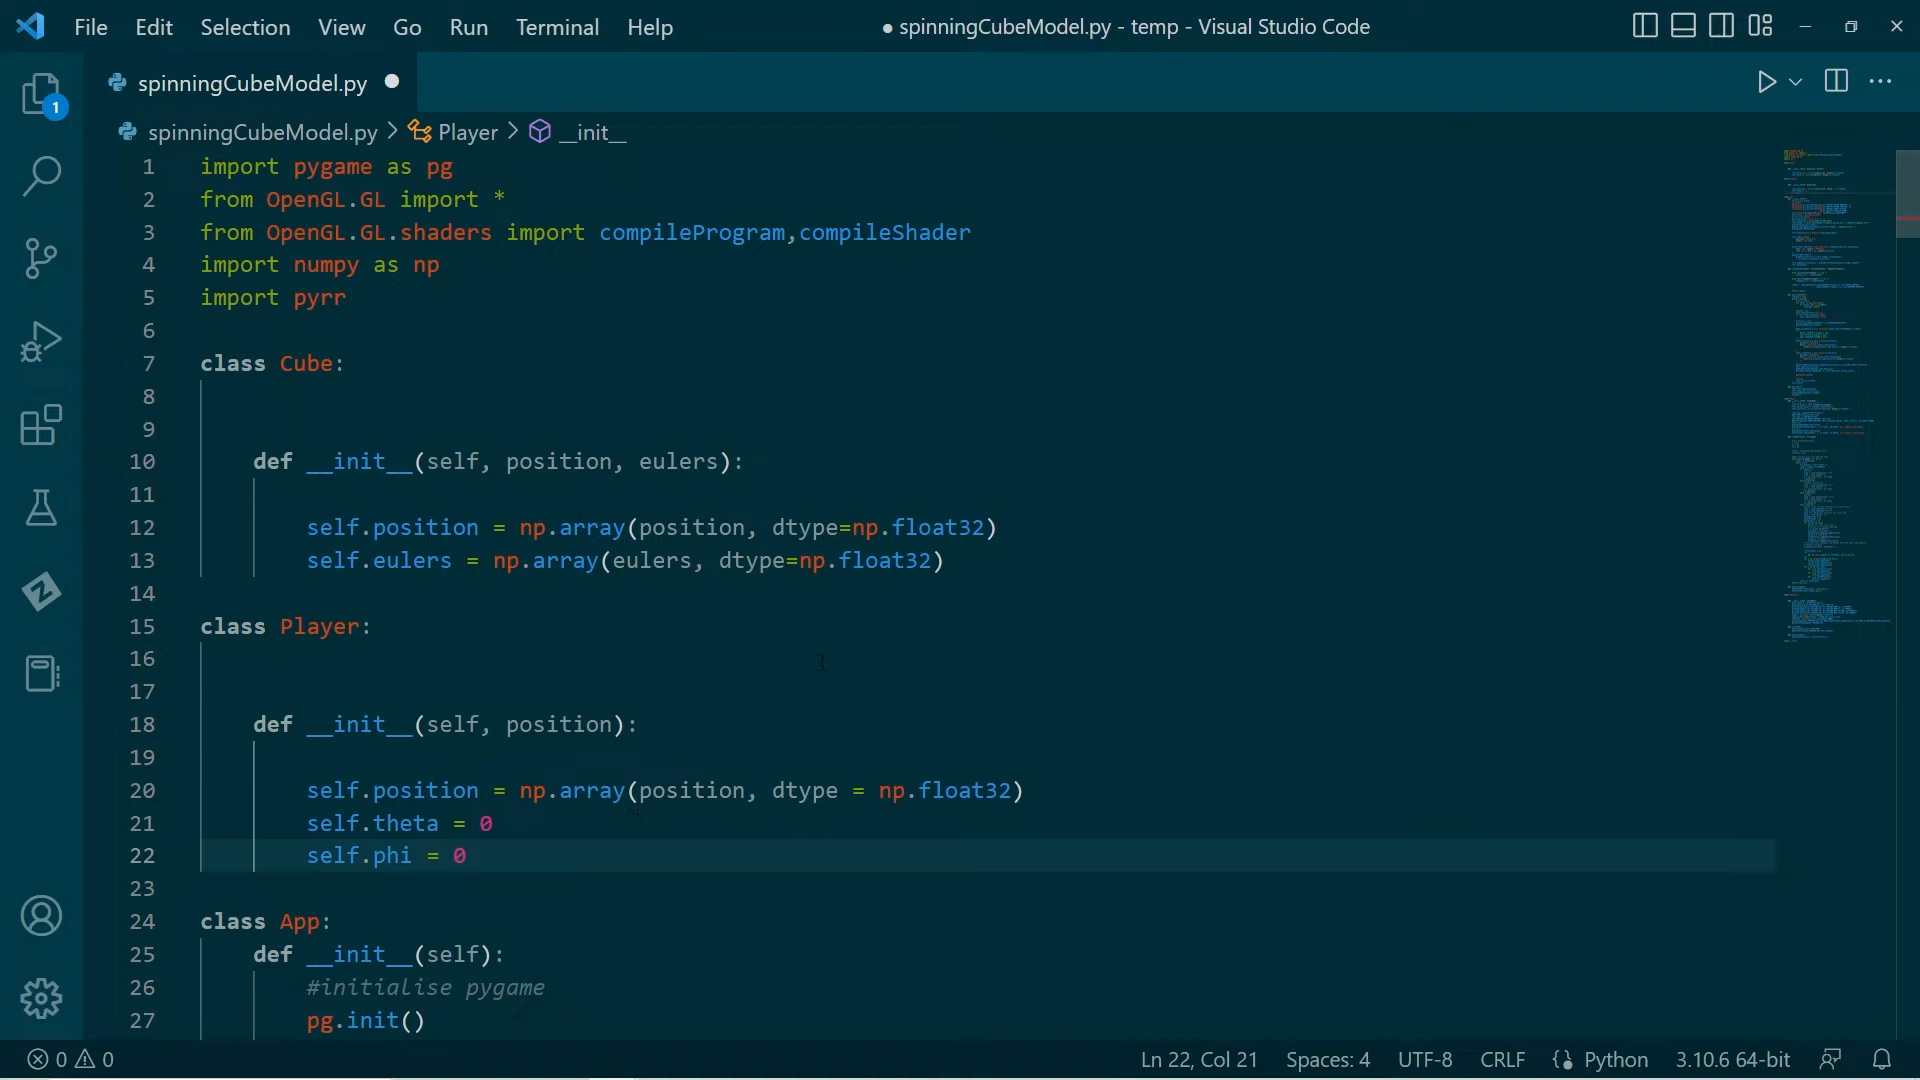 File Edit Selection View Go Run Terminal Help
● spinningCubeModel.py - temp - Visual Studio Code
spinningCubeModel.py
1
spinningCubeModel.py > Player > __init__
1 import pygame as pg
2 from OpenGL.GL import *
3 from OpenGL.GL.shaders import compileProgram,compileShader
4 import numpy as np
5 import pyrr
6
7 class Cube:
8
9
10     def __init__(self, position, eulers):
11
12         self.position = np.array(position, dtype=np.float32)
13         self.eulers = np.array(eulers, dtype=np.float32)
14
15 class Player:
16
17
18     def __init__(self, position):
19
20         self.position = np.array(position, dtype = np.float32)
21         self.theta = 0
22         self.phi = 0
23
24 class App:
25     def __init__(self):
26         #initialise pygame
27         pg.init()
0 0 Ln 22, Col 21 Spaces: 4 UTF-8 CRLF Python 3.10.6 64-bit